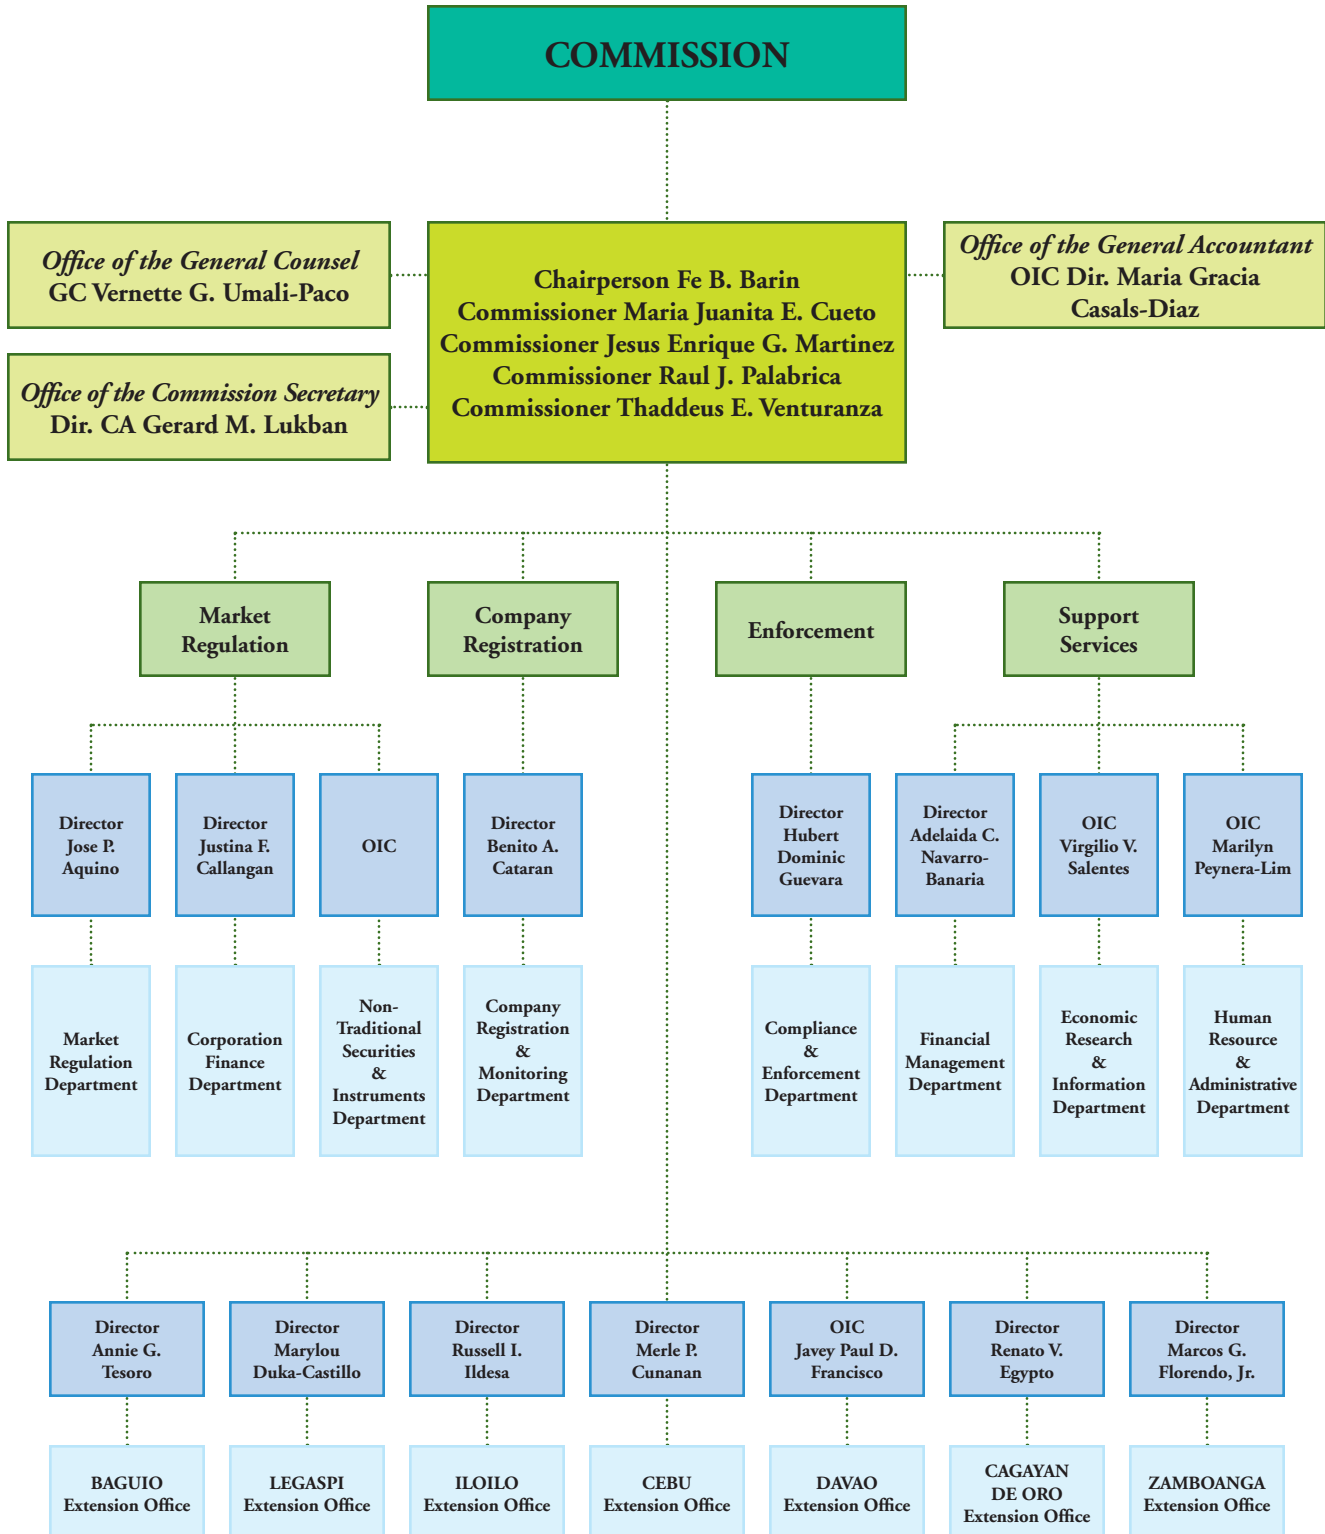 COMMISSION
Office of the General Counsel
GC Vernette G. Umali-Paco
Office of the Commission Secretary
Dir. CA Gerard M. Lukban
Chairperson Fe B. Barin
Commissioner Maria Juanita E. Cueto
Commissioner Jesus Enrique G. Martinez
Commissioner Raul J. Palabrica
Commissioner Thaddeus E. Venturanza
Office of the General Accountant
OIC Dir. Maria Gracia
Casals-Diaz
Market
Regulation
Company
Registration
Enforcement
Support
Services
Director
Jose P.
Aquino
Director
Justina F.
Callangan
OIC
Director
Benito A.
Cataran
Director
Hubert
Dominic
Guevara
Director
Adelaida C.
Navarro-
Banaria
OIC
Virgilio V.
Salentes
OIC
Marilyn
Peynera-Lim
Market
Regulation
Department
Corporation
Finance
Department
Non-
Traditional
Securities
&
Instruments
Department
Company
Registration
&
Monitoring
Department
Compliance
&
Enforcement
Department
Financial
Management
Department
Economic
Research
&
Information
Department
Human
Resource
&
Administrative
Department
Director
Annie G.
Tesoro
Director
Marylou
Duka-Castillo
Director
Russell I.
Ildesa
Director
Merle P.
Cunanan
OIC
Javey Paul D.
Francisco
Director
Renato V.
Egypto
Director
Marcos G.
Florendo, Jr.
BAGUIO
Extension Office
LEGASPI
Extension Office
ILOILO
Extension Office
CEBU
Extension Office
DAVAO
Extension Office
CAGAYAN
DE ORO
Extension Office
ZAMBOANGA
Extension Office